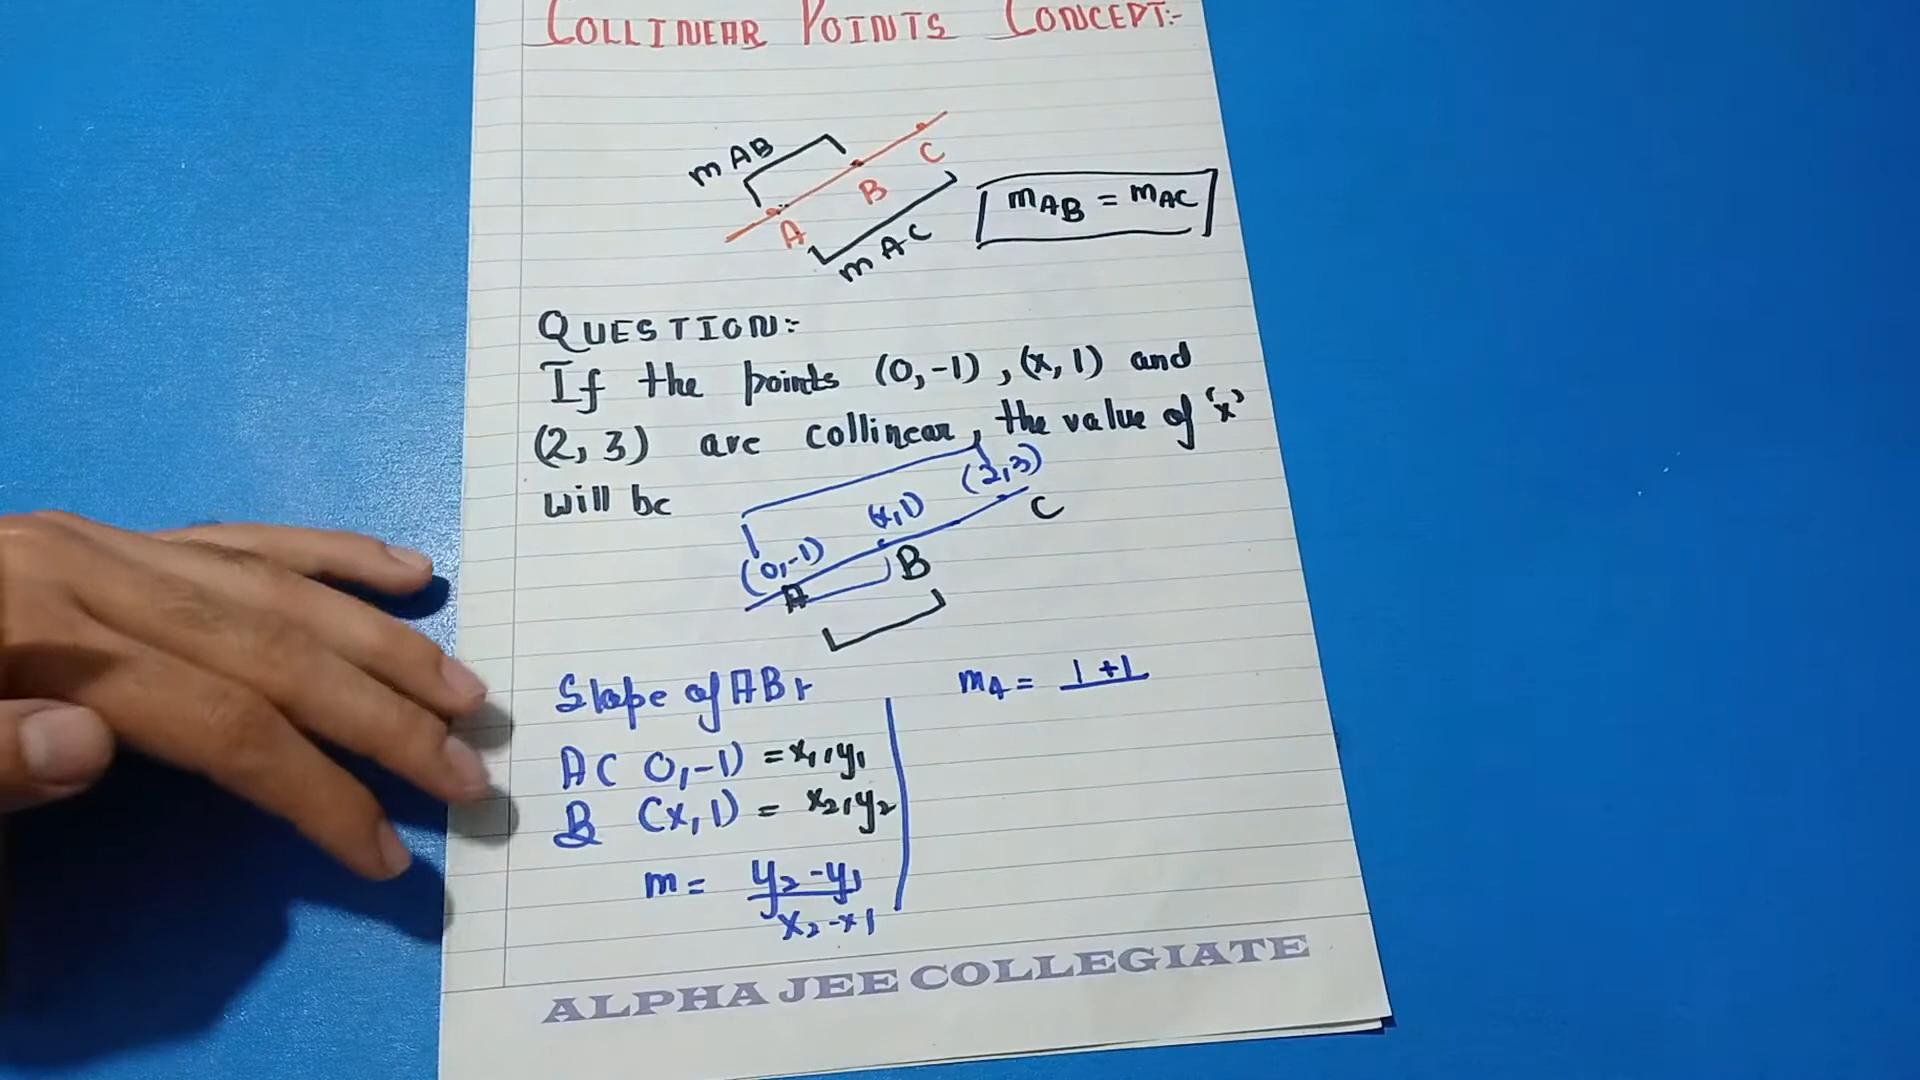 COLLINEAR POINTS CONCEPT:-
mAB
C
B
A
mAC
mAB = mAC
QUESTION:-
If the points (0,-1), (x, 1) and
(2, 3) are collinear, the value of 'x'
will be
(2,3)
C
(x,1)
B
(0,-1)
A
Slope of AB
A( 0,-1) = x1,y1
B (x, 1) = x2,y2
m = y2-y1
x2-x1
mA = 1+1
ALPHA JEE COLLEGIATE